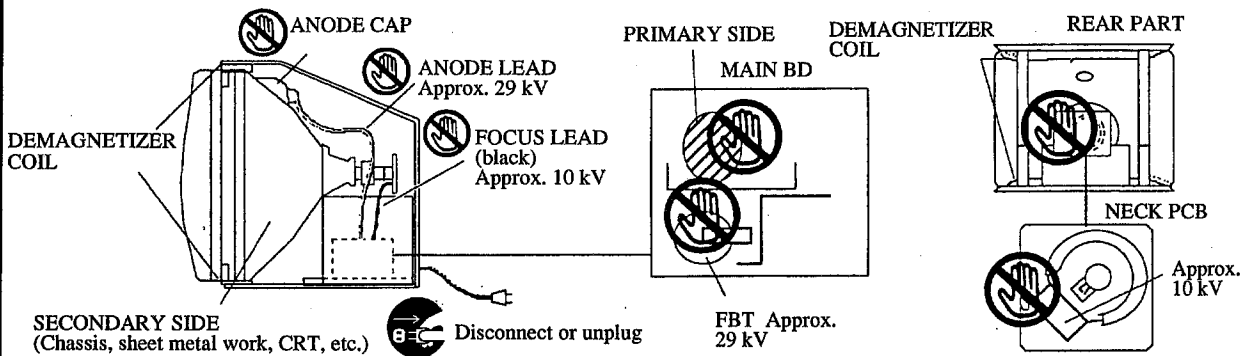 ANODE CAP
ANODE LEAD
Approx. 29 kV
FOCUS LEAD
(black)
Approx. 10 kV
DEMAGNETIZER
COIL
SECONDARY SIDE
(Chassis, sheet metal work, CRT, etc.)
Disconnect or unplug
PRIMARY SIDE
MAIN BD
FBT Approx.
29 kV
DEMAGNETIZER
COIL
REAR PART
NECK PCB
Approx.
10 kV